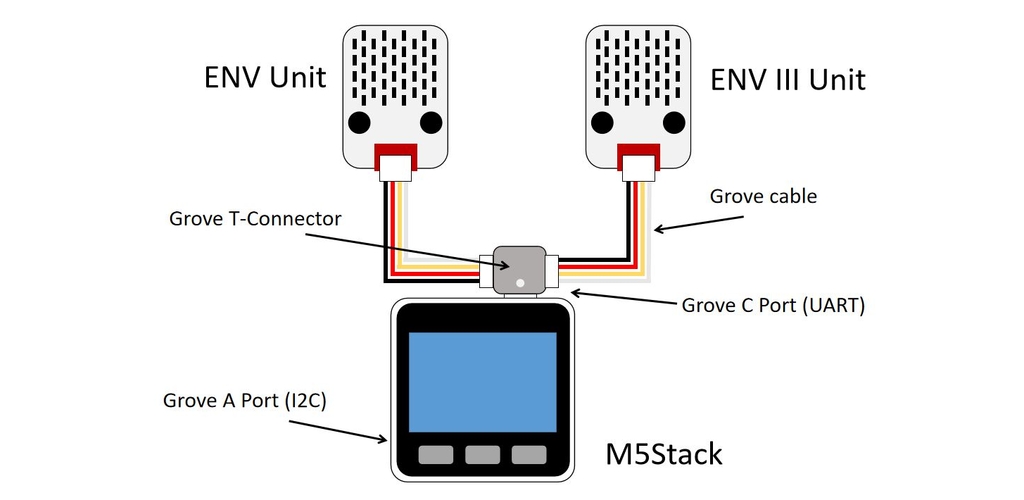 ENV Unit
ENV III Unit
Grove cable
Grove T-Connector
Grove C Port (UART)
Grove A Port (I2C)
M5Stack